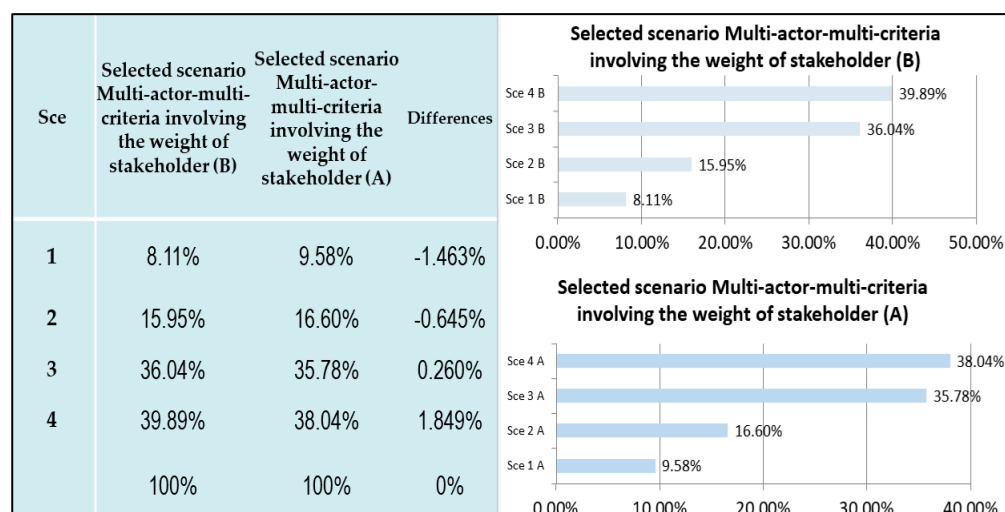 Sce
Selected scenario
Multi-actor-multi-
criteria involving
the weight of
stakeholder (B)
Selected scenario
Multi-actor-
multi-criteria
involving the
weight of
stakeholder (A)
Differences
1 8.11% 9.58% -1.463%
2 15.95% 16.60% -0.645%
3 36.04% 35.78% 0.260%
4 39.89% 38.04% 1.849%
100% 100% 0%
Selected scenario Multi-actor-multi-criteria
involving the weight of stakeholder (B)
Sce 4 B 39.89%
Sce 3 B 36.04%
Sce 2 B 15.95%
Sce 1 B 8.11%
0.00% 10.00% 20.00% 30.00% 40.00% 50.00%
Selected scenario Multi-actor-multi-criteria
involving the weight of stakeholder (A)
Sce 4 A 38.04%
Sce 3 A 35.78%
Sce 2 A 16.60%
Sce 1 A 9.58%
0.00% 10.00% 20.00% 30.00% 40.00%